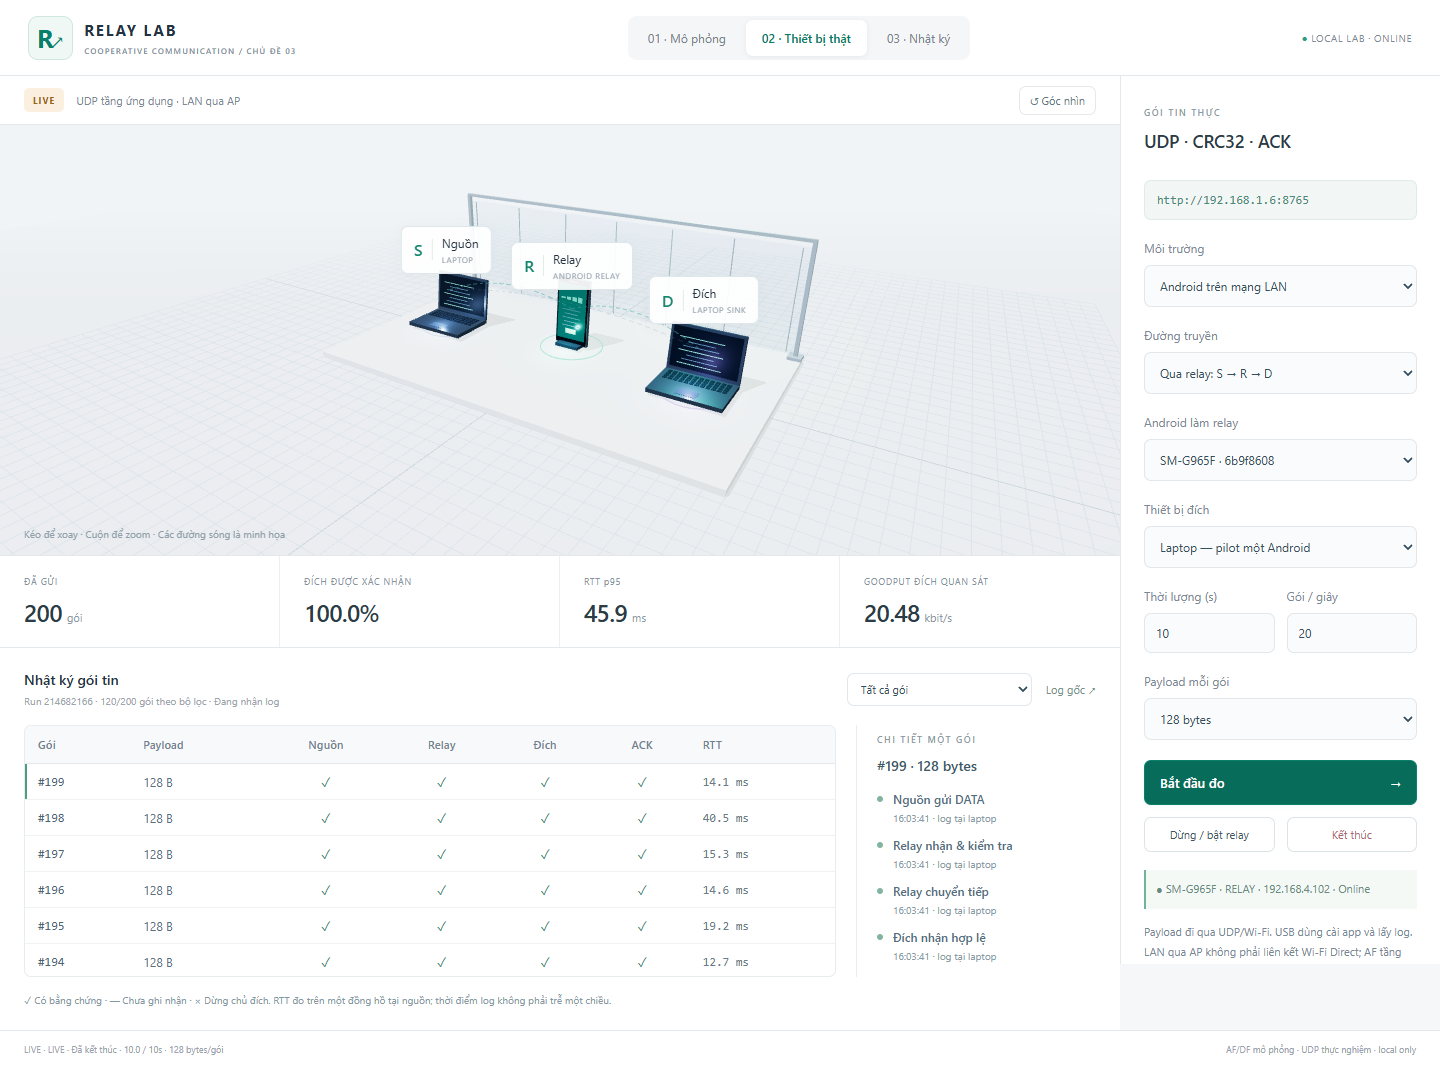 R↗
RELAY LAB
COOPERATIVE COMMUNICATION / CHỦ ĐỀ 03
01 · Mô phỏng
02 · Thiết bị thật
03 · Nhật ký
● LOCAL LAB · ONLINE
LIVE
UDP tầng ứng dụng · LAN qua AP
↺ Góc nhìn
S
Nguồn
LAPTOP
R
Relay
ANDROID RELAY
D
Đích
LAPTOP SINK
Kéo để xoay · Cuộn để zoom · Các đường sóng là minh họa
ĐÃ GỬI
200 gói
ĐÍCH ĐƯỢC XÁC NHẬN
100.0%
RTT p95
45.9 ms
GOODPUT ĐÍCH QUAN SÁT
20.48 kbit/s
Nhật ký gói tin
Run 214682166 · 120/200 gói theo bộ lọc · Đang nhận log
Tất cả gói
Log gốc ↗
Gói Payload Nguồn Relay Đích ACK RTT
#199 128 B ✓ ✓ ✓ ✓ 14.1 ms
#198 128 B ✓ ✓ ✓ ✓ 40.5 ms
#197 128 B ✓ ✓ ✓ ✓ 15.3 ms
#196 128 B ✓ ✓ ✓ ✓ 14.6 ms
#195 128 B ✓ ✓ ✓ ✓ 19.2 ms
#194 128 B ✓ ✓ ✓ ✓ 12.7 ms
CHI TIẾT MỘT GÓI
#199 · 128 bytes
Nguồn gửi DATA
16:03:41 · log tại laptop
Relay nhận & kiểm tra
16:03:41 · log tại laptop
Relay chuyển tiếp
16:03:41 · log tại laptop
Đích nhận hợp lệ
16:03:41 · log tại laptop
✓ Có bằng chứng · — Chưa ghi nhận · × Dừng chủ đích. RTT đo trên một đồng hồ tại nguồn; thời điểm log không phải trễ một chiều.
GÓI TIN THỰC
UDP · CRC32 · ACK
http://192.168.1.6:8765
Môi trường
Android trên mạng LAN
Đường truyền
Qua relay: S → R → D
Android làm relay
SM-G965F · 6b9f8608
Thiết bị đích
Laptop — pilot một Android
Thời lượng (s)
Gói / giây
10
20
Payload mỗi gói
128 bytes
Bắt đầu đo →
Dừng / bật relay
Kết thúc
● SM-G965F · RELAY · 192.168.4.102 · Online
Payload đi qua UDP/Wi-Fi. USB dùng cài app và lấy log.
LAN qua AP không phải liên kết Wi-Fi Direct; AF tầng
LIVE · LIVE · Đã kết thúc · 10.0 / 10s · 128 bytes/gói
AF/DF mô phỏng · UDP thực nghiệm · local only